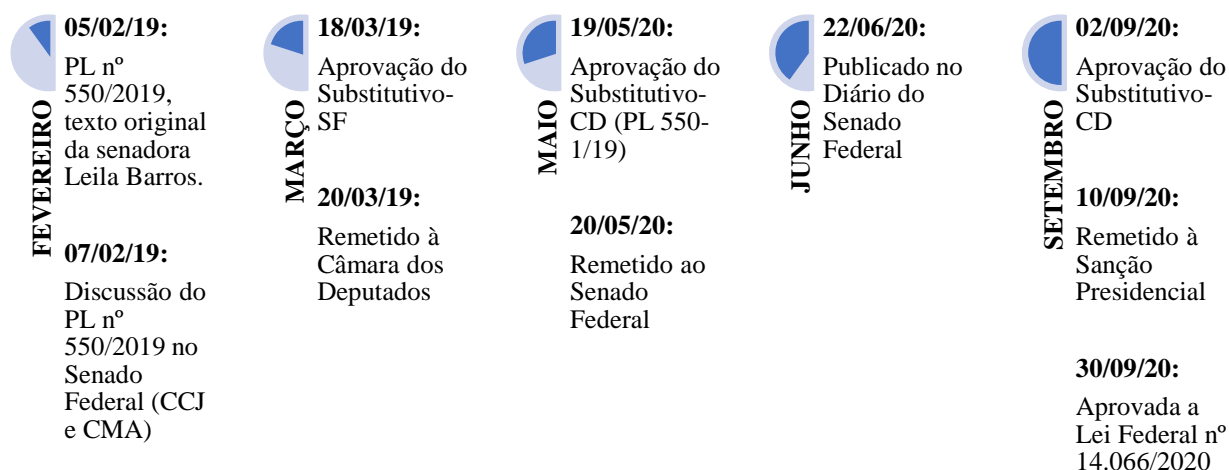 FEVEREIRO
05/02/19:
PL nº
550/2019,
texto original
da senadora
Leila Barros.
07/02/19:
Discussão do
PL nº
550/2019 no
Senado
Federal (CCJ
e CMA)
MARÇO
18/03/19:
Aprovação do
Substitutivo-
SF
20/03/19:
Remetido à
Câmara dos
Deputados
MAIO
19/05/20:
Aprovação do
Substitutivo-
CD (PL 550-
1/19)
20/05/20:
Remetido ao
Senado
Federal
JUNHO
22/06/20:
Publicado no
Diário do
Senado
Federal
SETEMBRO
02/09/20:
Aprovação do
Substitutivo-
CD
10/09/20:
Remetido à
Sanção
Presidencial
30/09/20:
Aprovada a
Lei Federal nº
14.066/2020